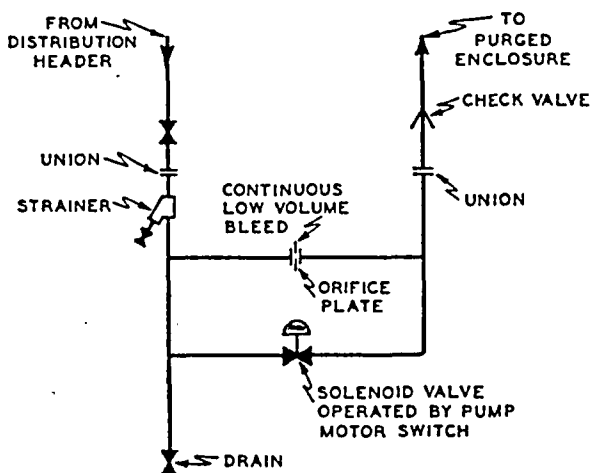 FROM
DISTRIBUTION
HEADER
TO
PURGED
ENCLOSURE
CHECK VALVE
UNION
STRAINER
CONTINUOUS
LOW VOLUME
BLEED
UNION
ORIFICE
PLATE
SOLENOID VALVE
OPERATED BY PUMP
MOTOR SWITCH
DRAIN